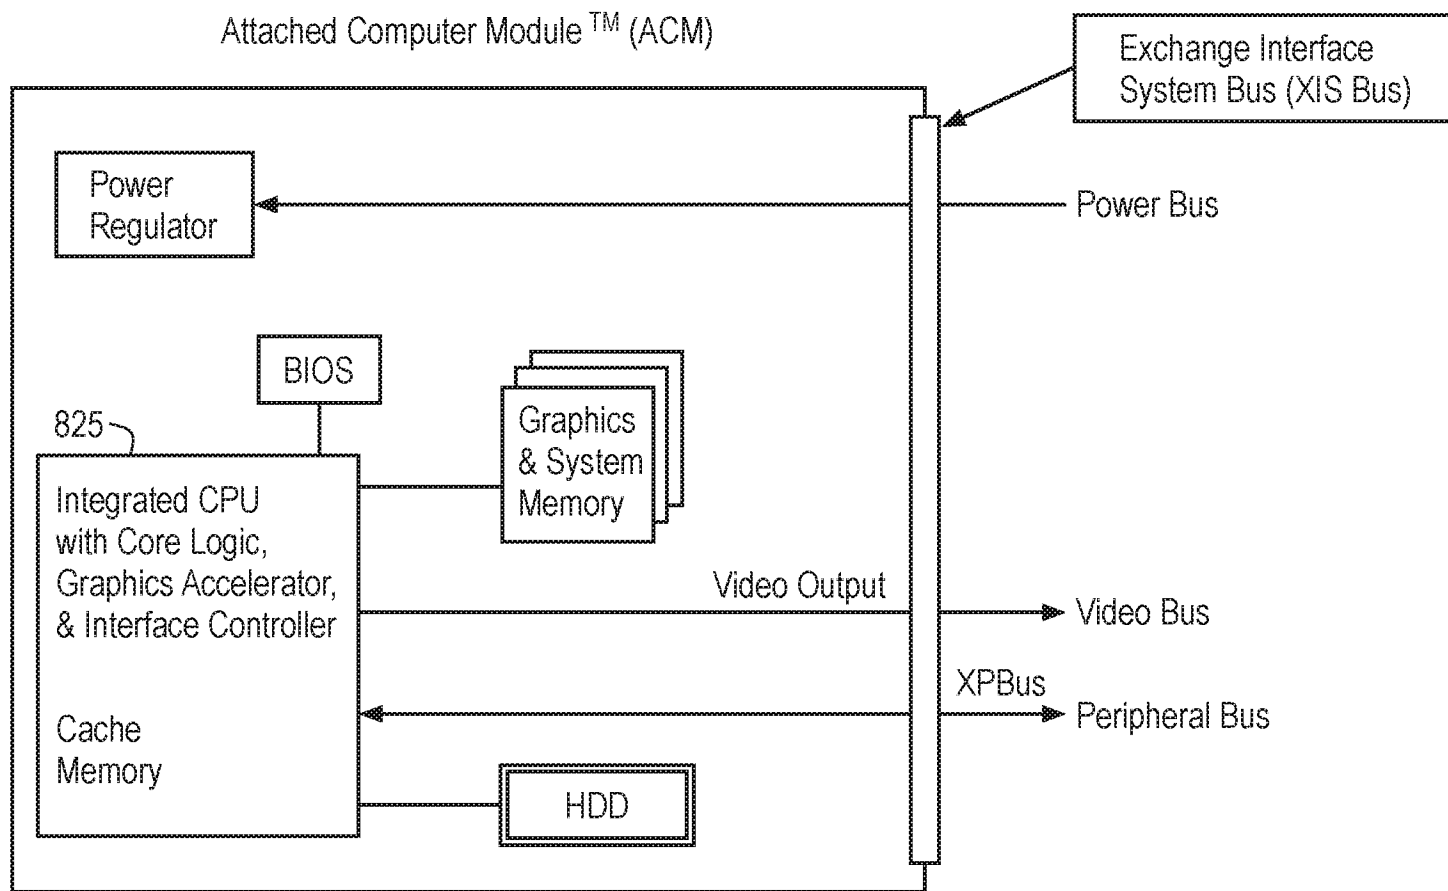 Attached Computer Module TM (ACM)
Exchange Interface
System Bus (XIS Bus)
Power
Regulator
Power Bus
BIOS
825
Graphics
& System
Memory
Integrated CPU
with Core Logic,
Graphics Accelerator,
& Interface Controller
Cache
Memory
Video Output
Video Bus
XPBus
Peripheral Bus
HDD